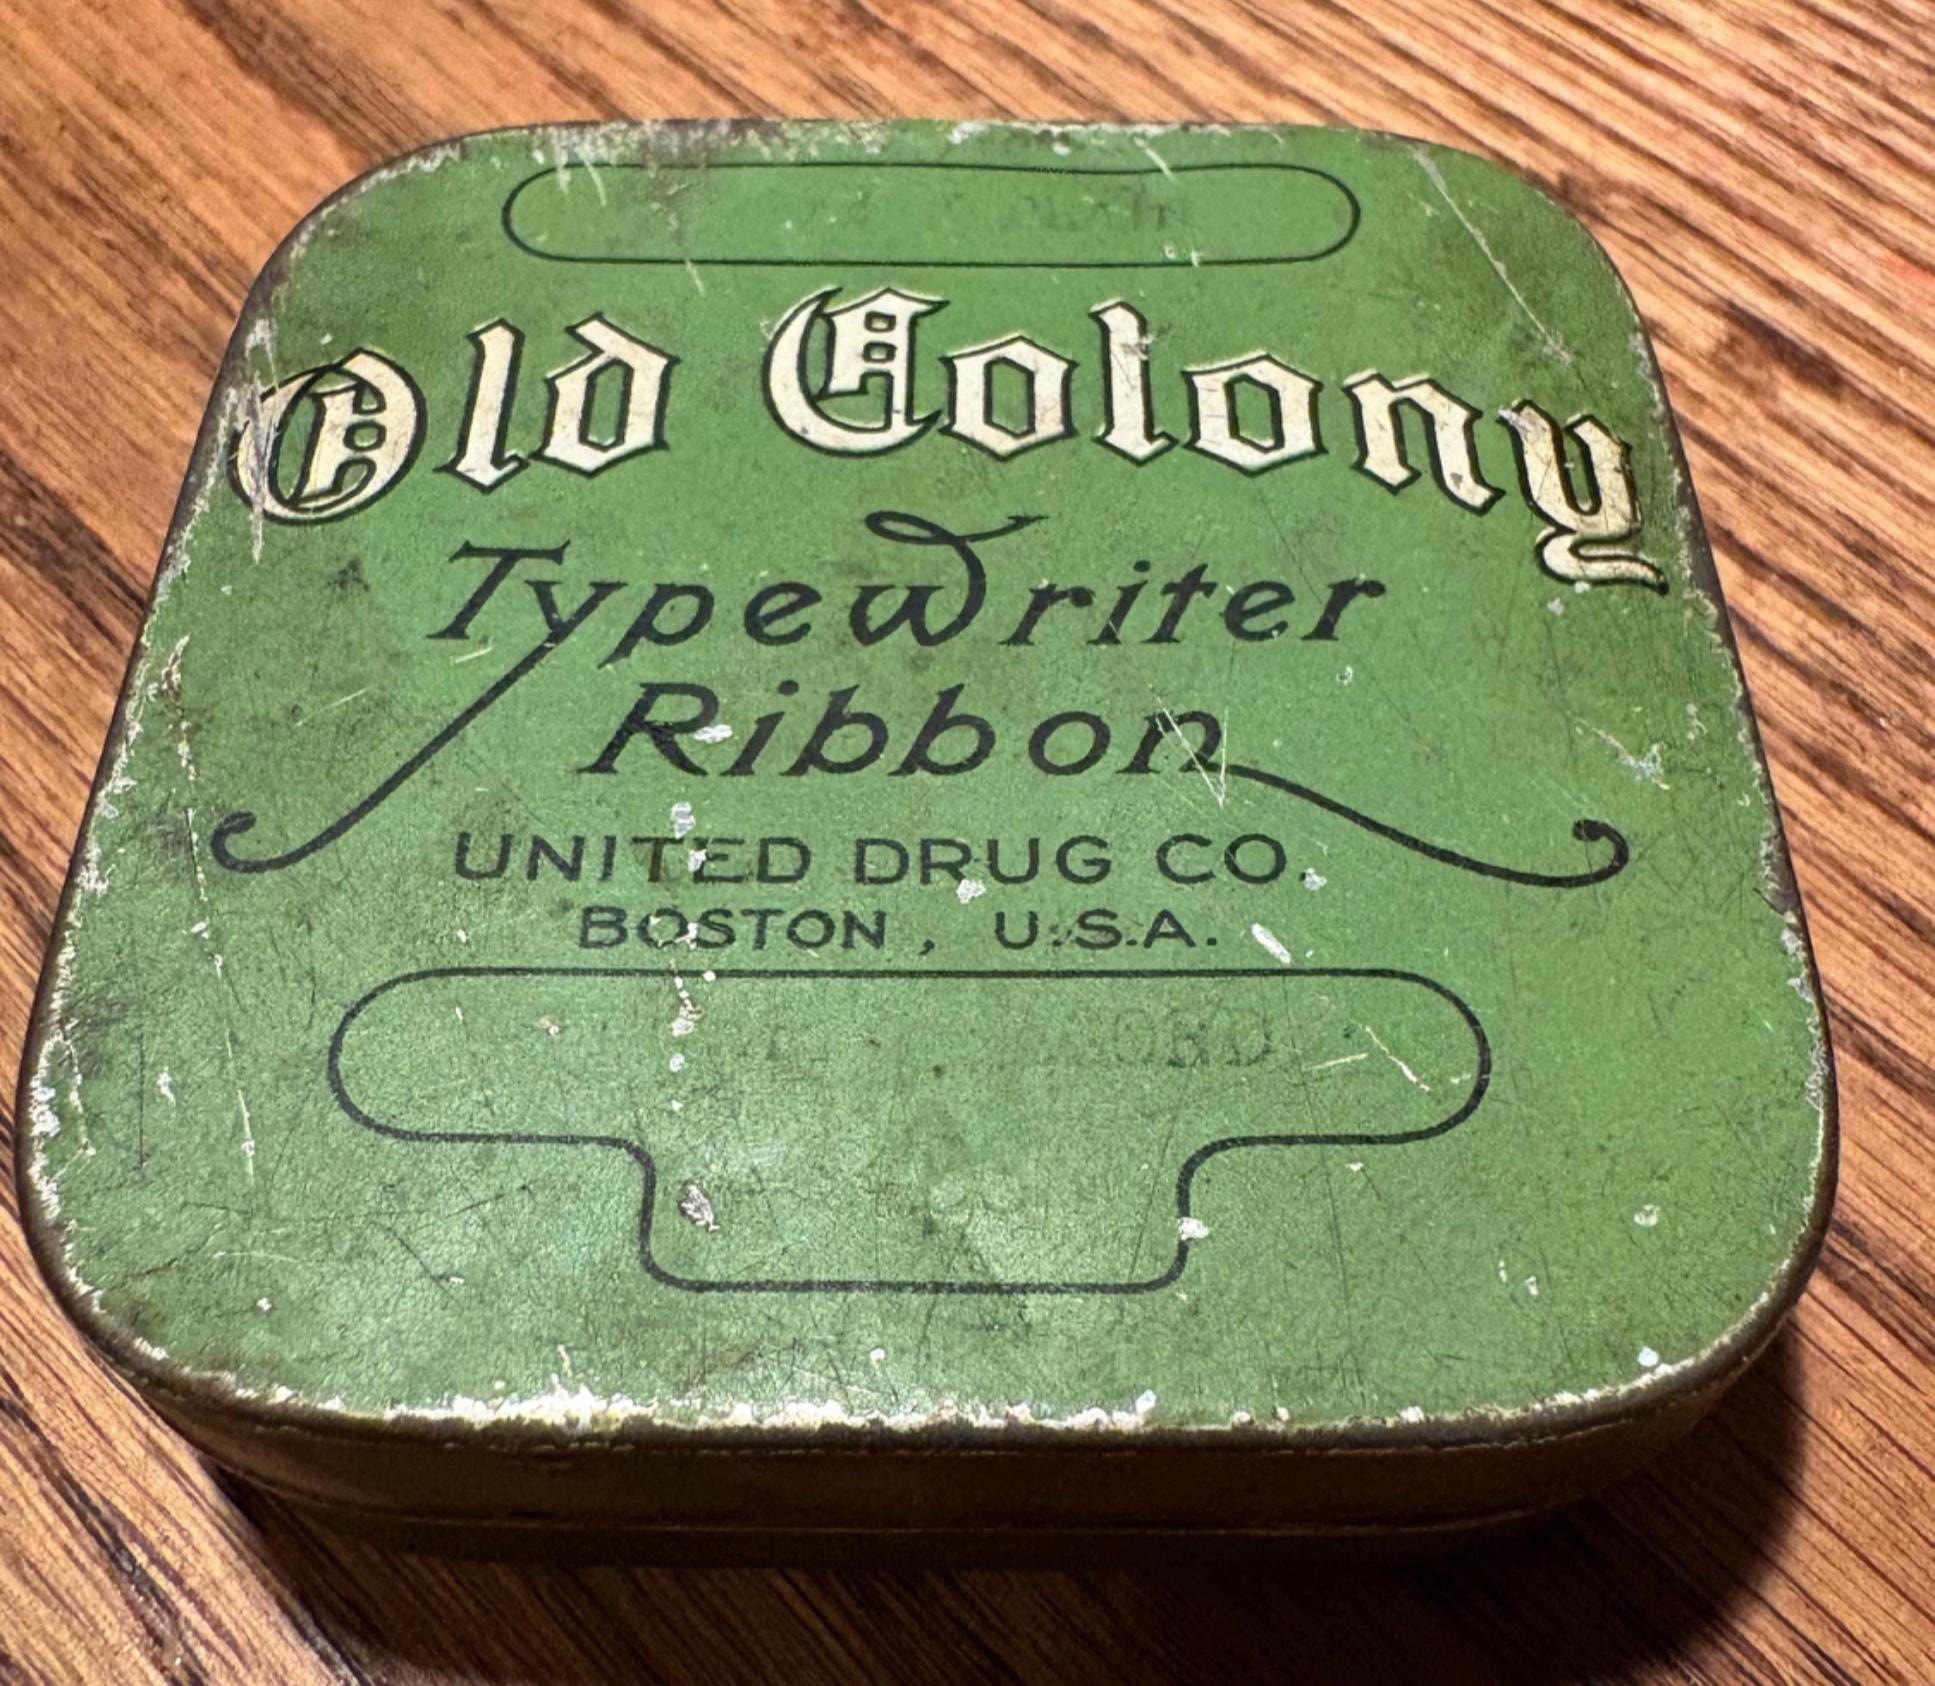 Old Colony
Typewriter
Ribbon
UNITED DRUG CO.
BOSTON, U.S.A.